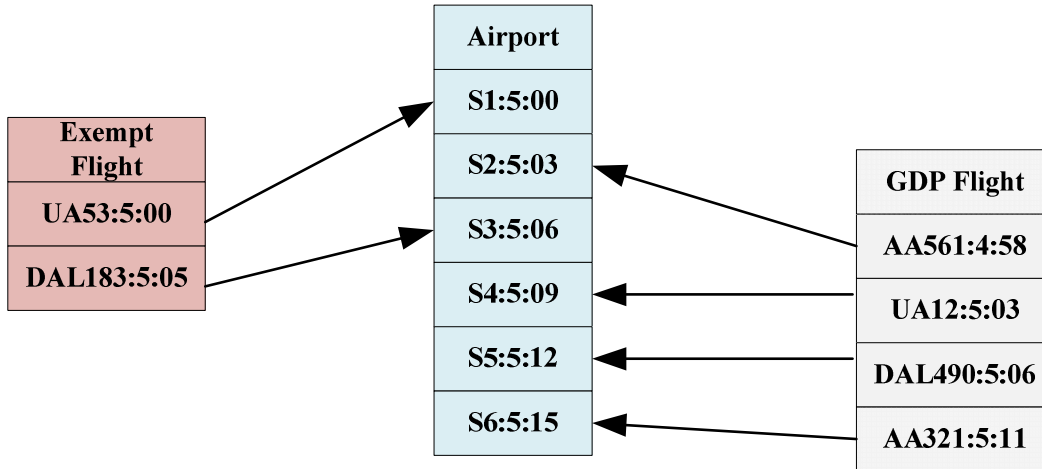 Exempt
Flight
UA53:5:00
DAL183:5:05
Airport
S1:5:00
S2:5:03
S3:5:06
S4:5:09
S5:5:12
S6:5:15
GDP Flight
AA561:4:58
UA12:5:03
DAL490:5:06
AA321:5:11